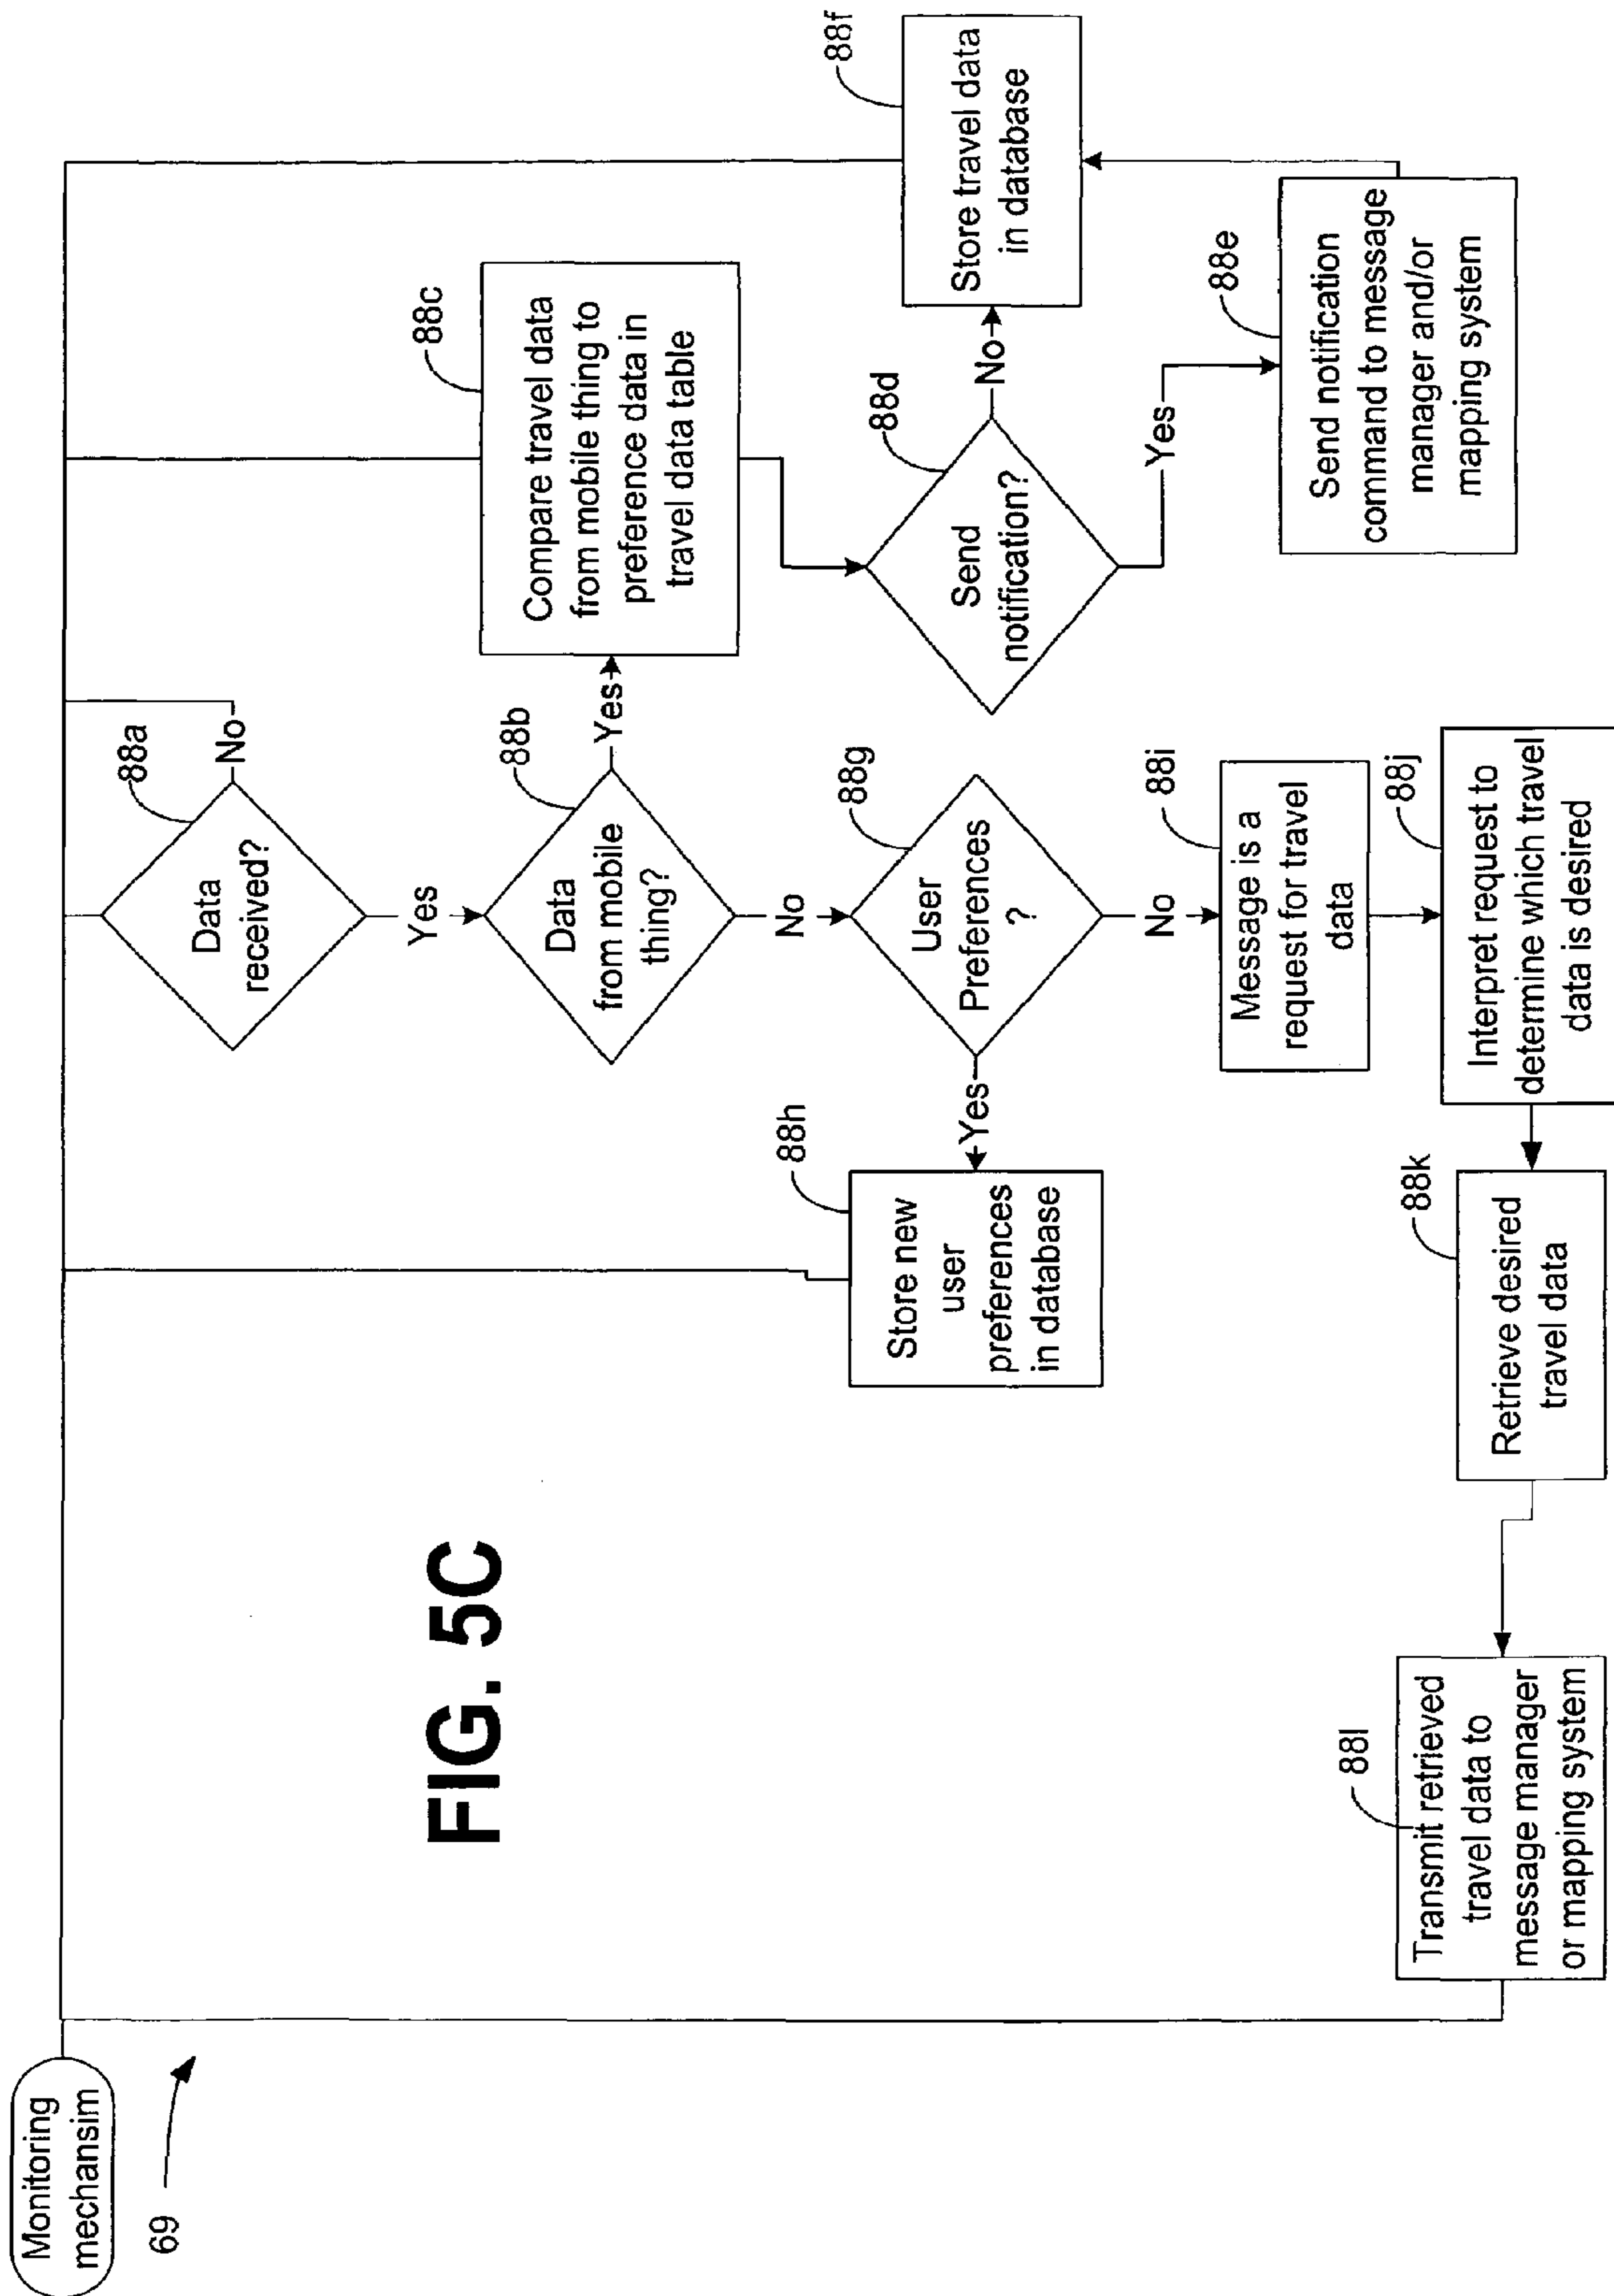 Monitoring
mechansim
69
Data
received?
88a
No
Yes
Data
from mobile
thing?
88b
Yes
No
Compare travel data
from mobile thing to
preference data in
travel data table
88c
Send
notification?
88d
No
Yes
Send notification
command to message
manager and/or
mapping system
88e
Store travel data
in database
88f
User
Preferences
?
88g
Yes
No
Store new
user
preferences
in database
88h
Message is a
request for travel
data
88i
Interpret request to
determine which travel
data is desired
88j
Retrieve desired
travel data
88k
Transmit retrieved
travel data to
message manager
or mapping system
88l
FIG. 5C